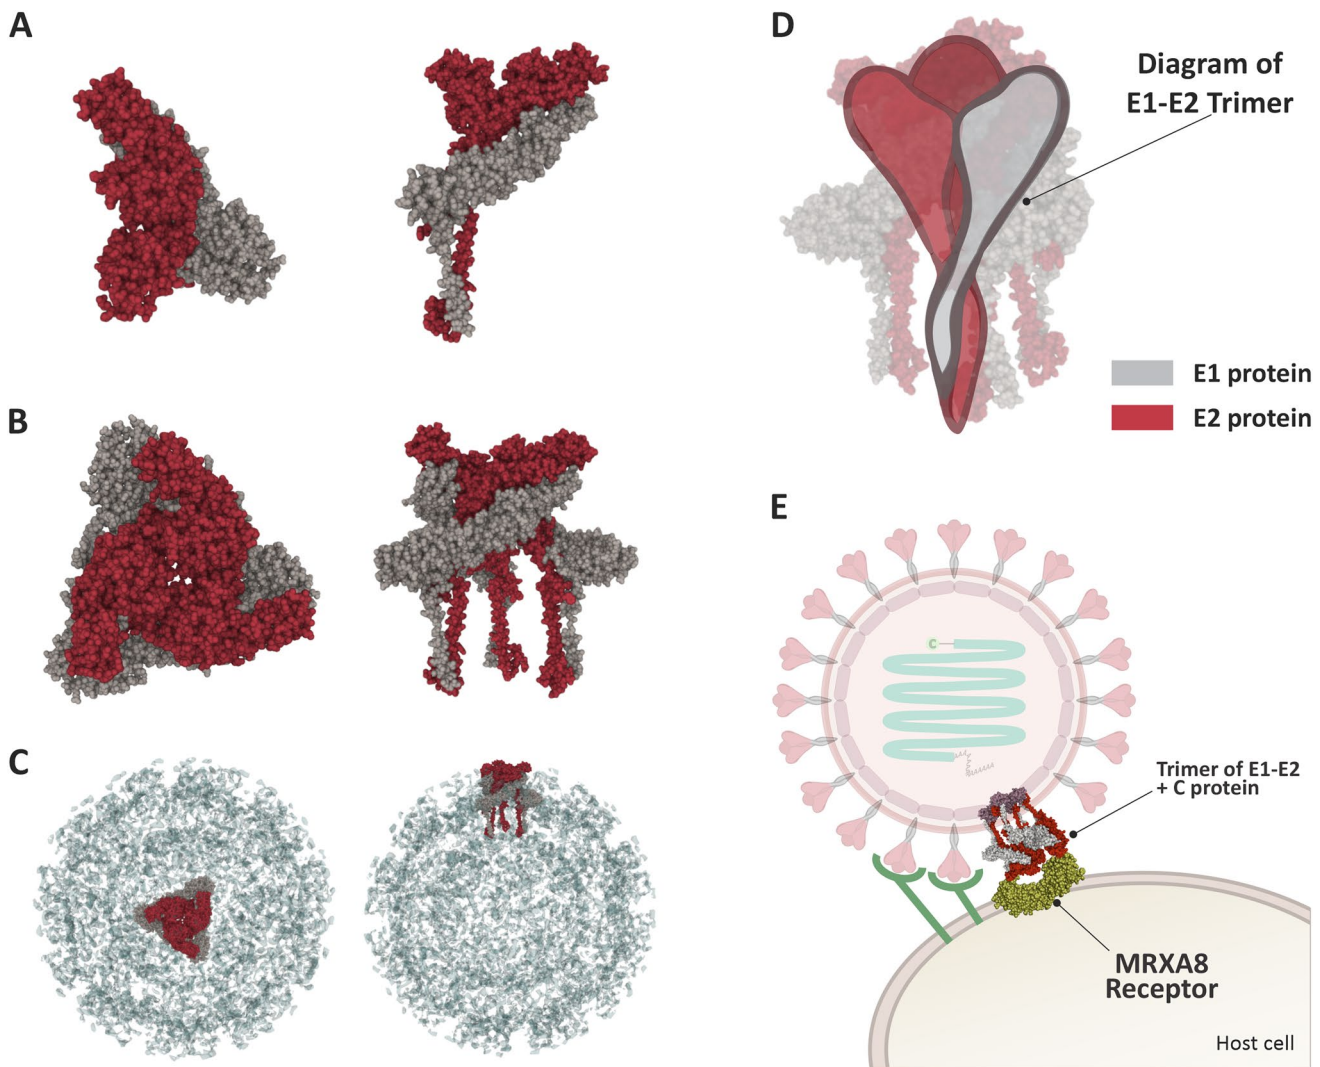 A
D
Diagram of
E1-E2 Trimer
E1 protein
E2 protein
B
E
C
C
Trimer of E1-E2
+ C protein
MRXA8
Receptor
Host cell